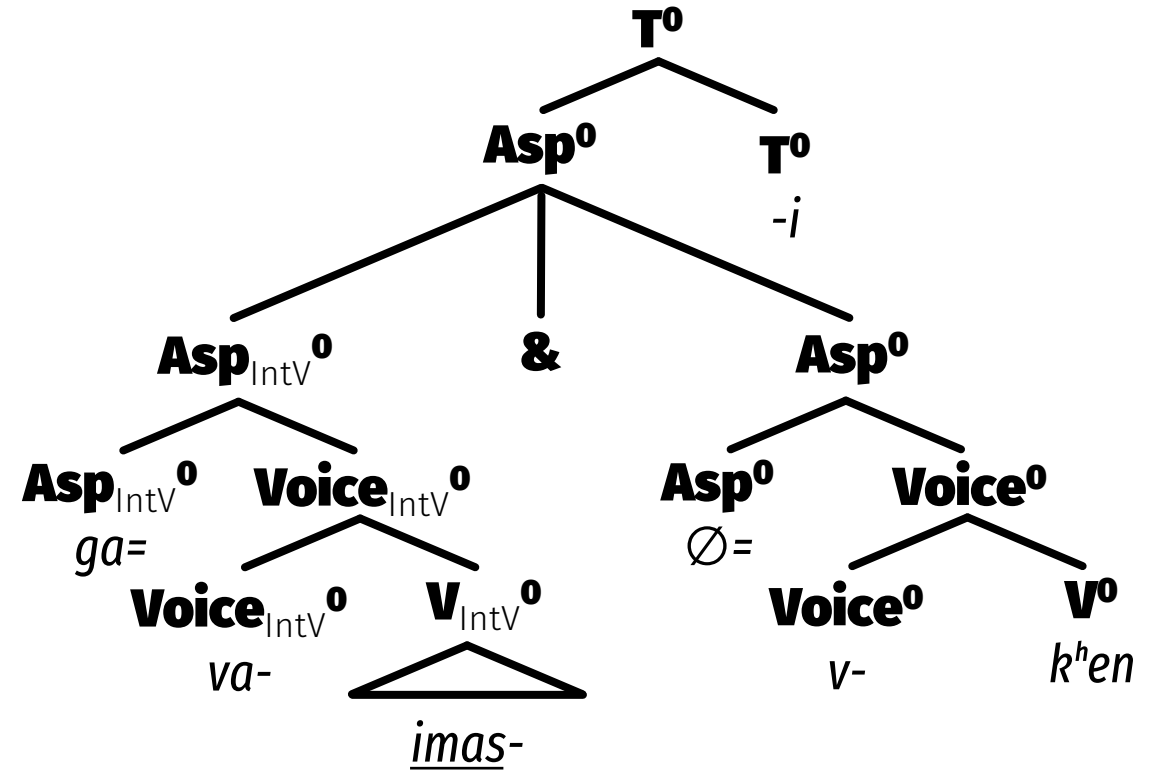 T⁰
Asp⁰ T⁰
-i
Asp_IntV⁰ & Asp⁰
Asp_IntV⁰ Voice_IntV⁰ Asp⁰ Voice⁰
ga= ∅=
Voice_IntV⁰ V_IntV⁰ Voice⁰ V⁰
va- v- kʰen
imas-